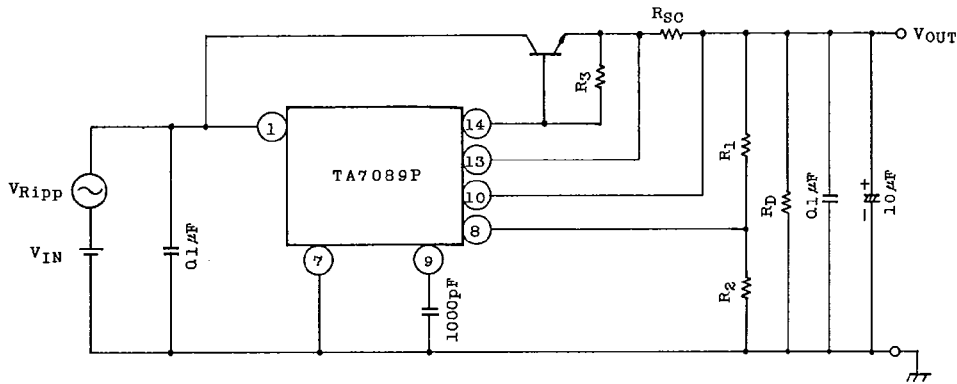 RSC
VOUT
R3
1
14
TA7089P
13
10
8
7
9
VRipp
VIN
0.1µF
1000pF
R1
R2
RD
0.1µF
+
−
10µF